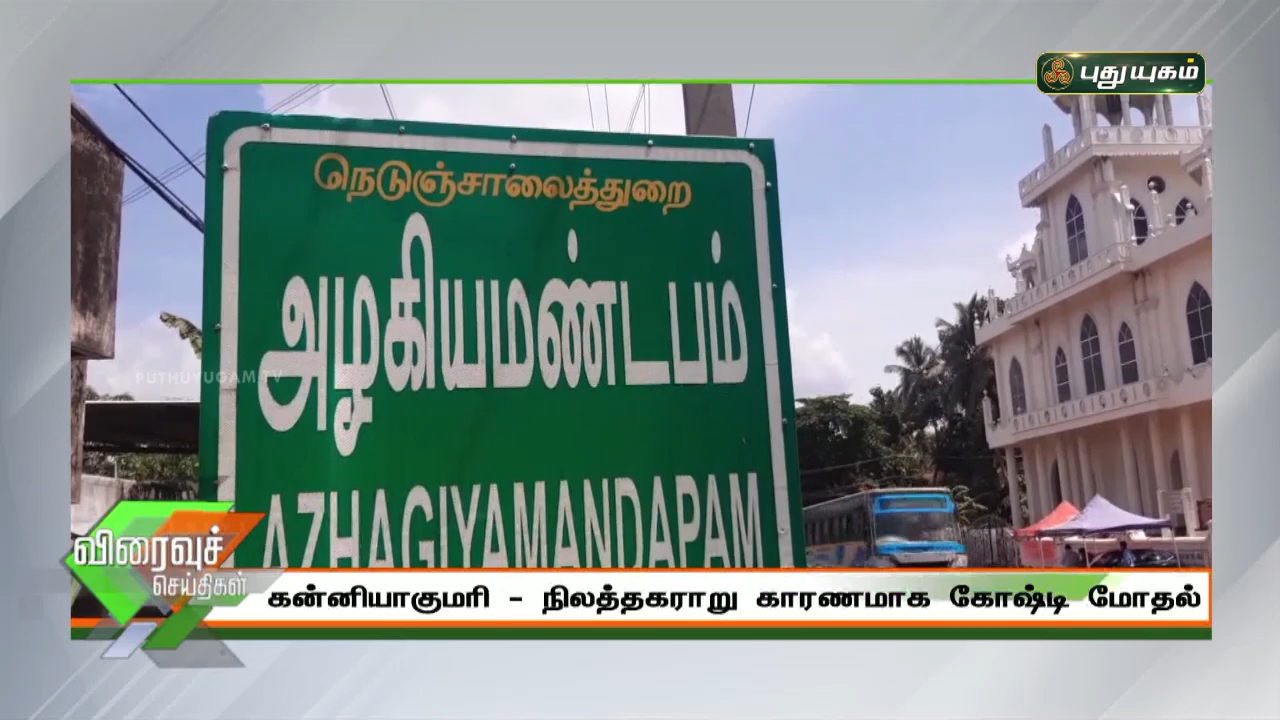 புதுயுகம்
நெடுஞ்சாலைத்துறை
அழகியமண்டபம்
PUTHUYUGAM TV
AZHAGIYAMANDAPAM
விரைவுச்
செய்திகள்
கன்னியாகுமரி - நிலத்தகராறு காரணமாக கோஷ்டி மோதல்